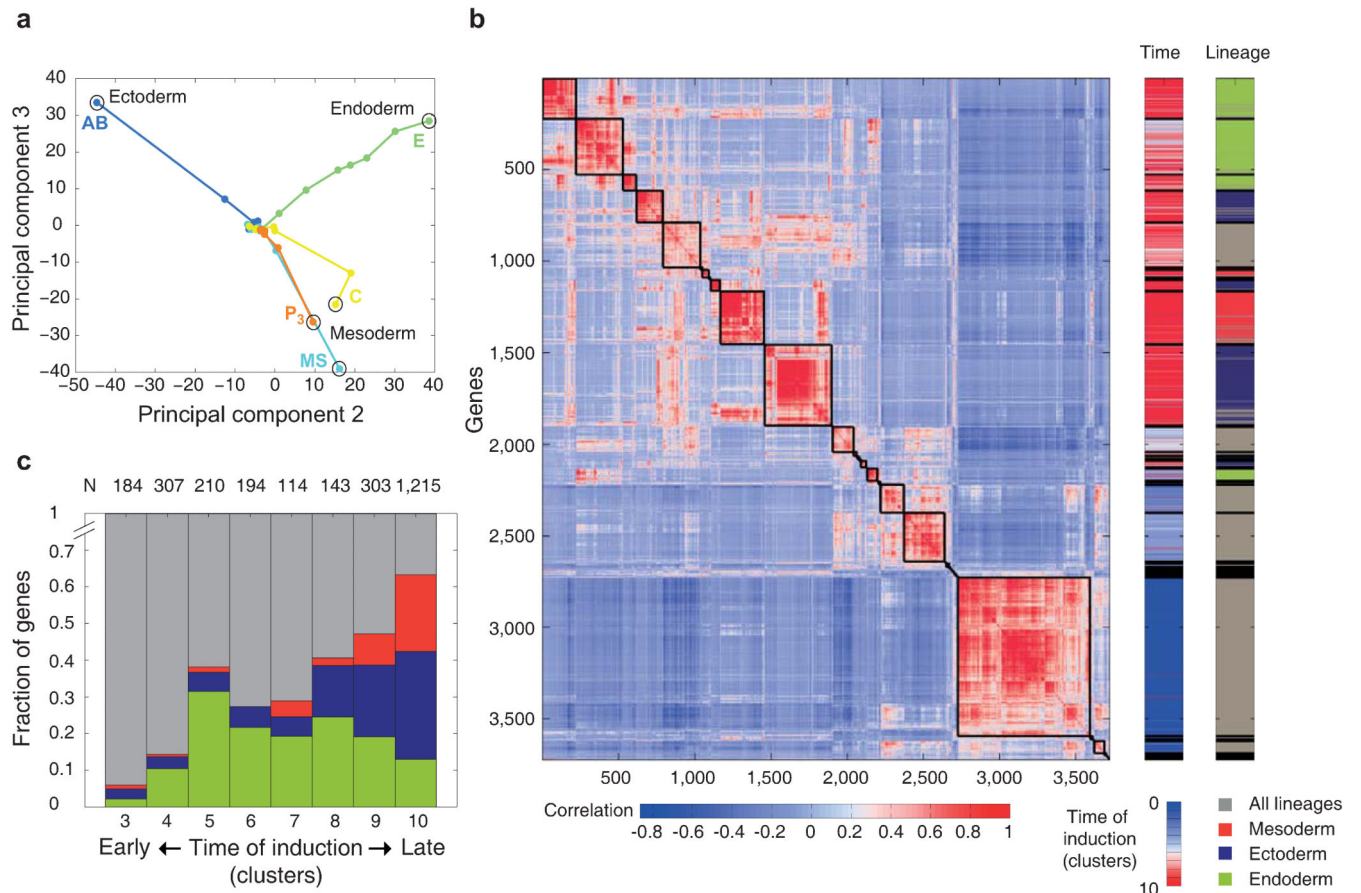 a
40
30
20
10
0
−10
−20
−30
−40
−50 −40 −30 −20 −10 0 10 20 30 40
Principal component 3
Principal component 2
Ectoderm
AB
Endoderm
E
C
P3
Mesoderm
MS
b
Time Lineage
Genes
500
1,000
1,500
2,000
2,500
3,000
3,500
500 1,000 1,500 2,000 2,500 3,000 3,500
Correlation
-0.8 -0.6 -0.4 -0.2 0 0.2 0.4 0.6 0.8 1
Time of
induction
(clusters)
0
10
All lineages
Mesoderm
Ectoderm
Endoderm
c
N 184 307 210 194 114 143 303 1,215
Fraction of genes
1
0.7
0.6
0.5
0.4
0.3
0.2
0.1
0
3 4 5 6 7 8 9 10
Early ← Time of induction → Late
(clusters)